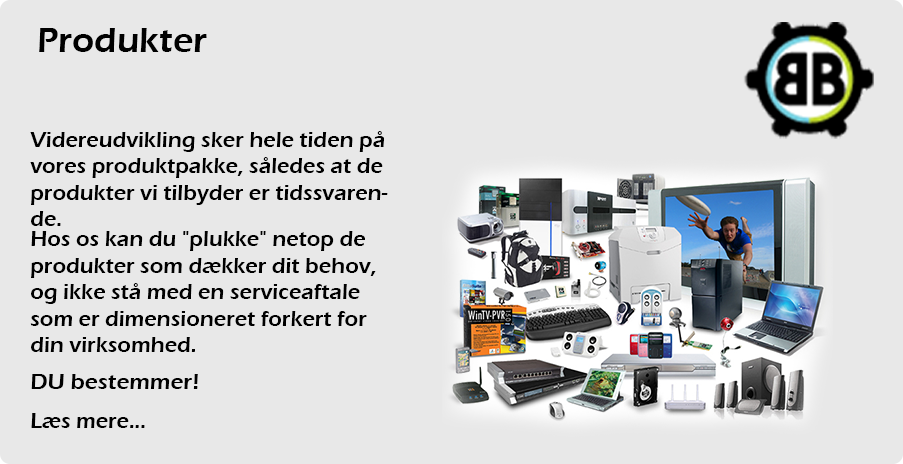 Produkter
BB
Videreudvikling sker hele tiden på
vores produktpakke, således at de
produkter vi tilbyder er tidssvaren-
de.
Hos os kan du "plukke" netop de
produkter som dækker dit behov,
og ikke stå med en serviceaftale
som er dimensioneret forkert for
din virksomhed.
DU bestemmer!
Læs mere...
WinTV-PVR